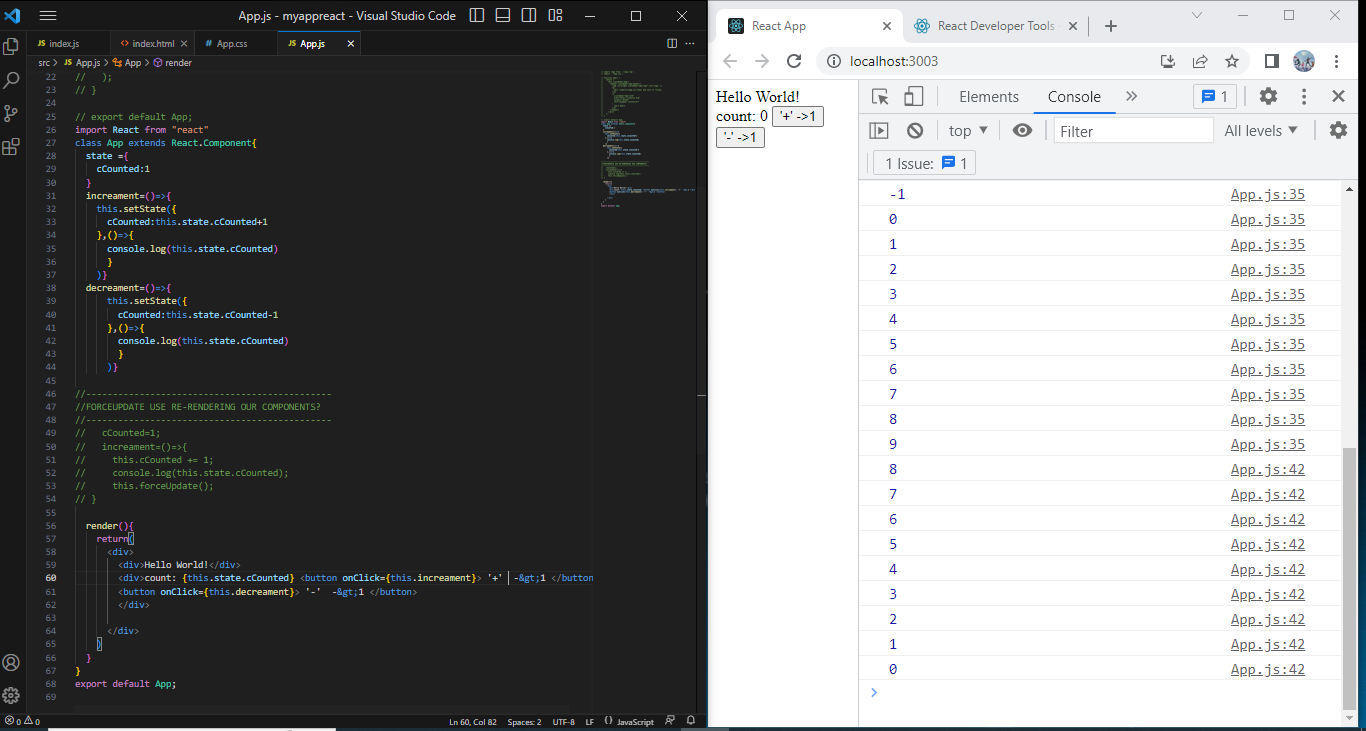 App.js - myappreact - Visual Studio Code
index.js
index.html
App.css
App.js
src > App.js > App > render
22 //   );
23 // }
24
25 // export default App;
26 import React from "react"
27 class App extends React.Component{
28 state ={
29 cCounted:1
30 }
31 increament=()=>{
32 this.setState({
33 cCounted:this.state.cCounted+1
34 },()=>{
35 console.log(this.state.cCounted)
36 }
37 )}
38 decreament=()=>{
39 this.setState({
40 cCounted:this.state.cCounted-1
41 },()=>{
42 console.log(this.state.cCounted)
43 }
44 )}
45
46 //----------------------------------------------
47 //FORCEUPDATE USE RE-RENDERING OUR COMPONENTS?
48 //----------------------------------------------
49 //   cCounted=1;
50 //   increament=()=>{
51 //     this.cCounted += 1;
52 //     console.log(this.state.cCounted);
53 //     this.forceUpdate();
54 // }
55
56 render(){
57 return(
58 <div>
59 <div>Hello World!</div>
60 <div>count: {this.state.cCounted} <button onClick={this.increament}> '+'  -&gt;1 </button
61 <button onClick={this.decreament}> '-'  -&gt;1 </button>
62 </div>
63
64 </div>
65 )
66 }
67 }
68 export default App;
69
0 0
Ln 60, Col 82
Spaces: 2
UTF-8
LF
JavaScript
React App
React Developer Tools -
localhost:3003
Hello World!
count: 0 '+' ->1
'-' ->1
Elements
Console
1
top
Filter
All levels
1 Issue: 1
-1 App.js:35
0 App.js:35
1 App.js:35
2 App.js:35
3 App.js:35
4 App.js:35
5 App.js:35
6 App.js:35
7 App.js:35
8 App.js:35
9 App.js:35
8 App.js:42
7 App.js:42
6 App.js:42
5 App.js:42
4 App.js:42
3 App.js:42
2 App.js:42
1 App.js:42
0 App.js:42